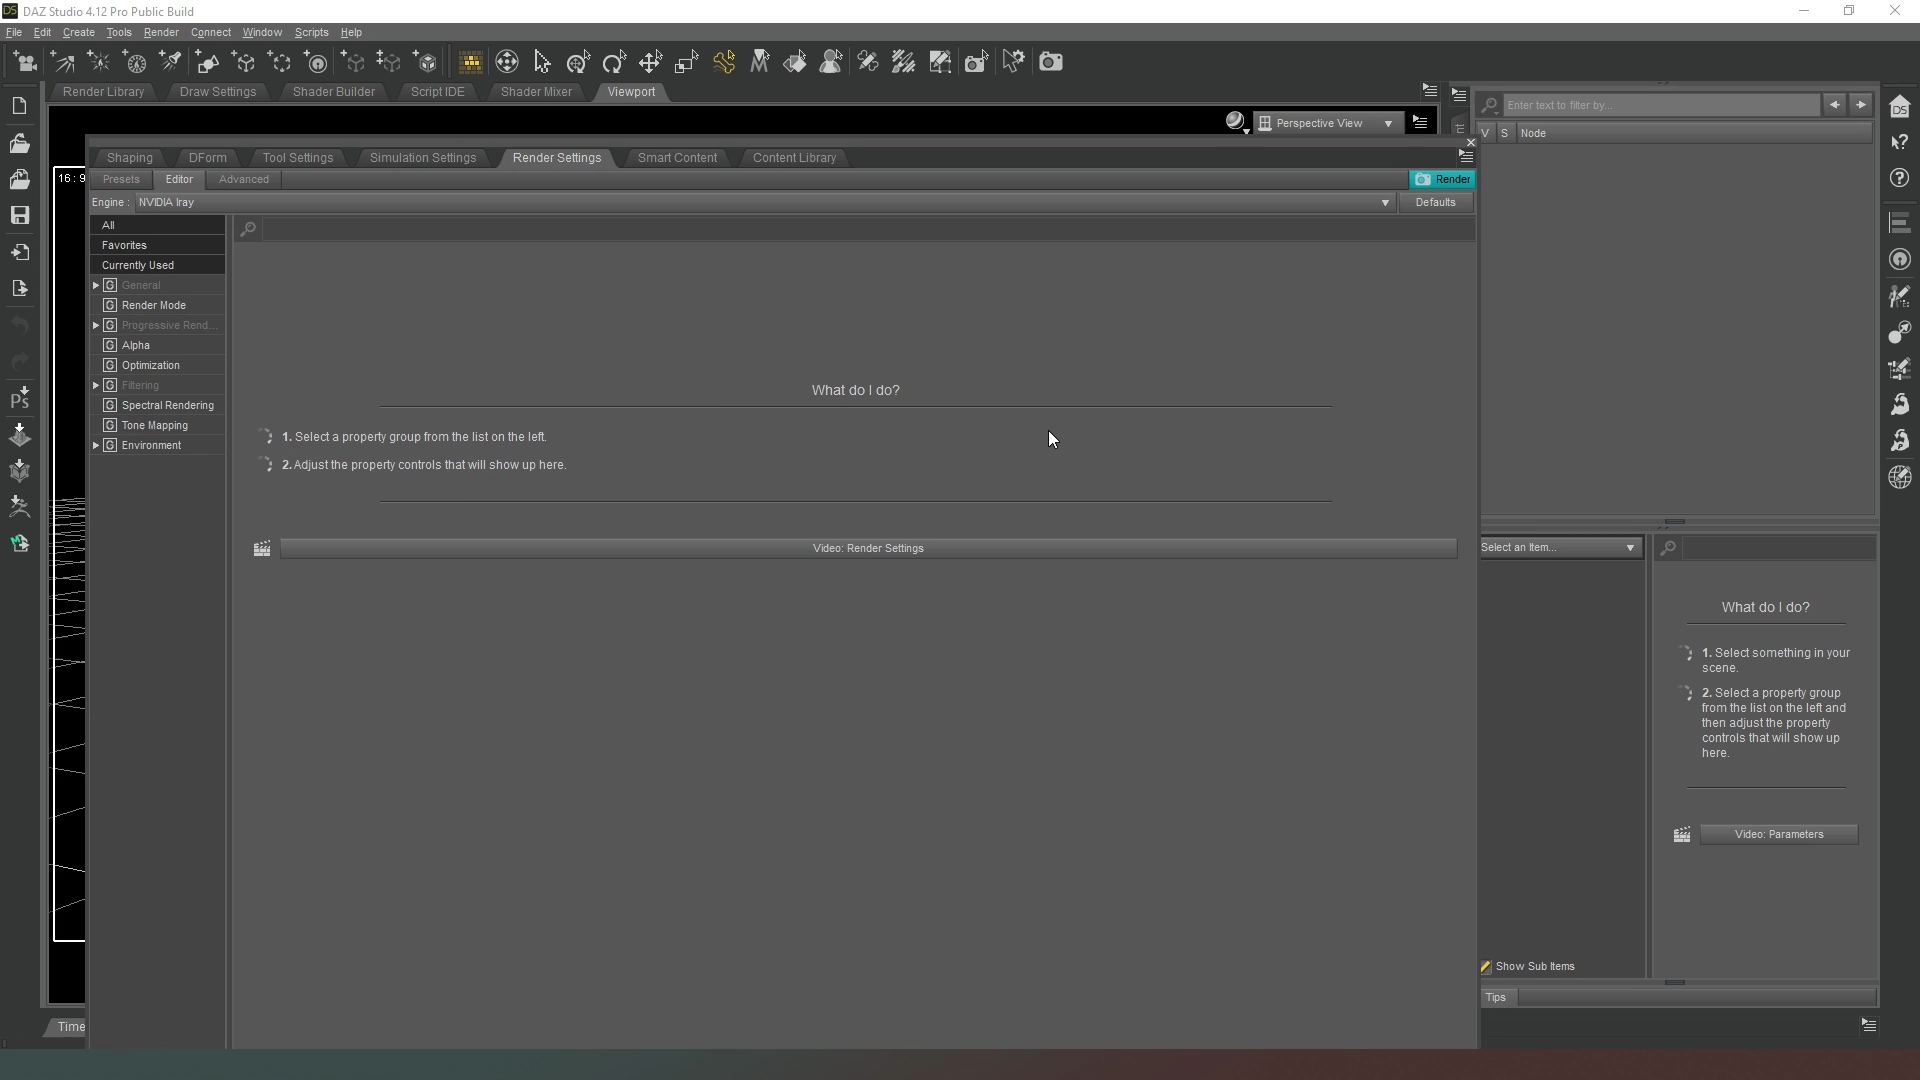 DAZ Studio 4.12 Pro Public Build
File Edit Create Tools Render Connect Window Scripts Help
Render Library Draw Settings Shader Builder Script IDE Shader Mixer Viewport
Perspective View
Enter text to filter by...
V S Node
16 : 9
Shaping DForm Tool Settings Simulation Settings Render Settings Smart Content Content Library
Presets Editor Advanced
Render
Engine : NVIDIA Iray
Defaults
All
Favorites
Currently Used
G General
G Render Mode
G Progressive Rend...
G Alpha
G Optimization
G Filtering
G Spectral Rendering
G Tone Mapping
G Environment
What do I do?
1. Select a property group from the list on the left.
2. Adjust the property controls that will show up here.
Video: Render Settings
Select an Item...
What do I do?
1. Select something in your
scene.
2. Select a property group
from the list on the left and
then adjust the property
controls that will show up
here.
Video: Parameters
Show Sub Items
Tips
Time